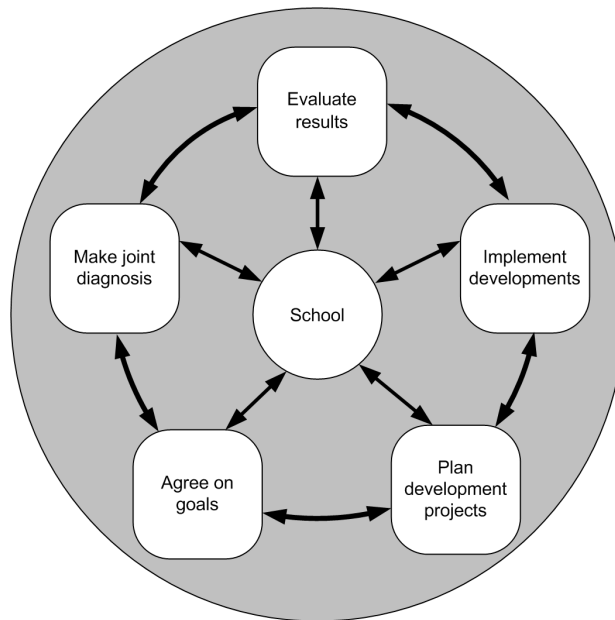 Evaluate
results
Make joint
diagnosis
Implement
developments
School
Agree on
goals
Plan
development
projects